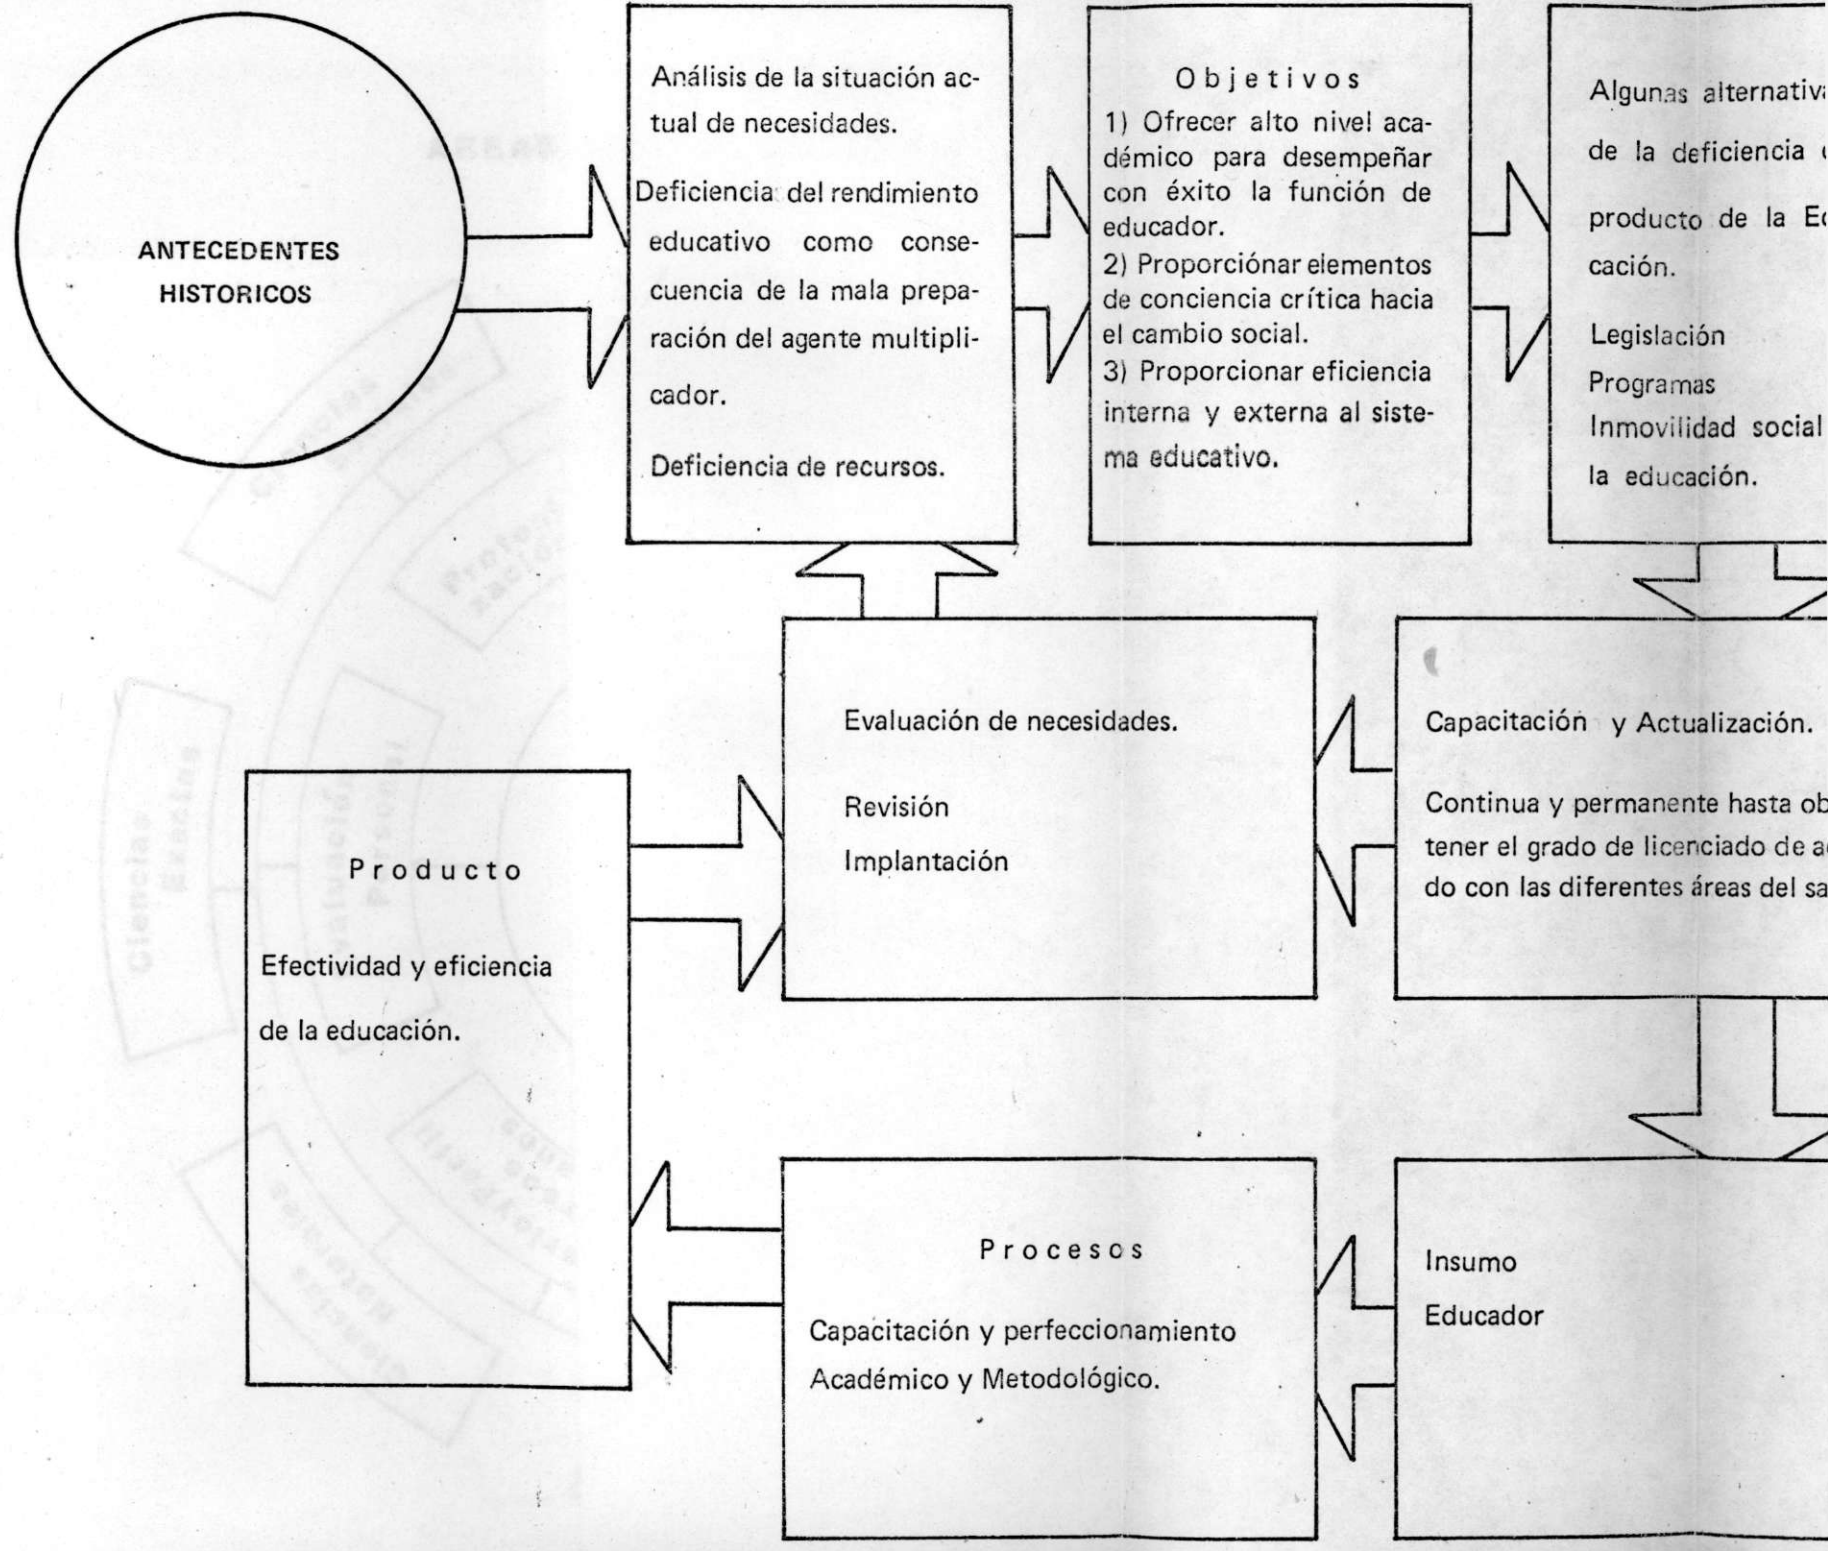 ANTECEDENTES
HISTORICOS
Análisis de la situación ac-
tual de necesidades.
Deficiencia del rendimiento
educativo como conse-
cuencia de la mala prepa-
ración del agente multipli-
cador.
Deficiencia de recursos.
Objetivos
1) Ofrecer alto nivel aca-
démico para desempeñar
con éxito la función de
educador.
2) Proporciónar elementos
de conciencia crítica hacia
el cambio social.
3) Proporcionar eficiencia
interna y externa al siste-
ma educativo.
Algunas
de la deficiencia
producto de la
cación.
Legislación
Programas
Inmovilidad social
la educación.
Capacitación y Actualización.
Continua y permanente hasta ob
tener el grado de licenciado de
do con las diferentes áreas del
Evaluación de necesidades.
Revisión
Implantación
Producto
Efectividad y eficiencia
de la educación.
Procesos
Capacitación y perfeccionamiento
Académico y Metodológico.
Insumo
Educador
AREAS
Ciencias
Exactas
Evaluación
Personal